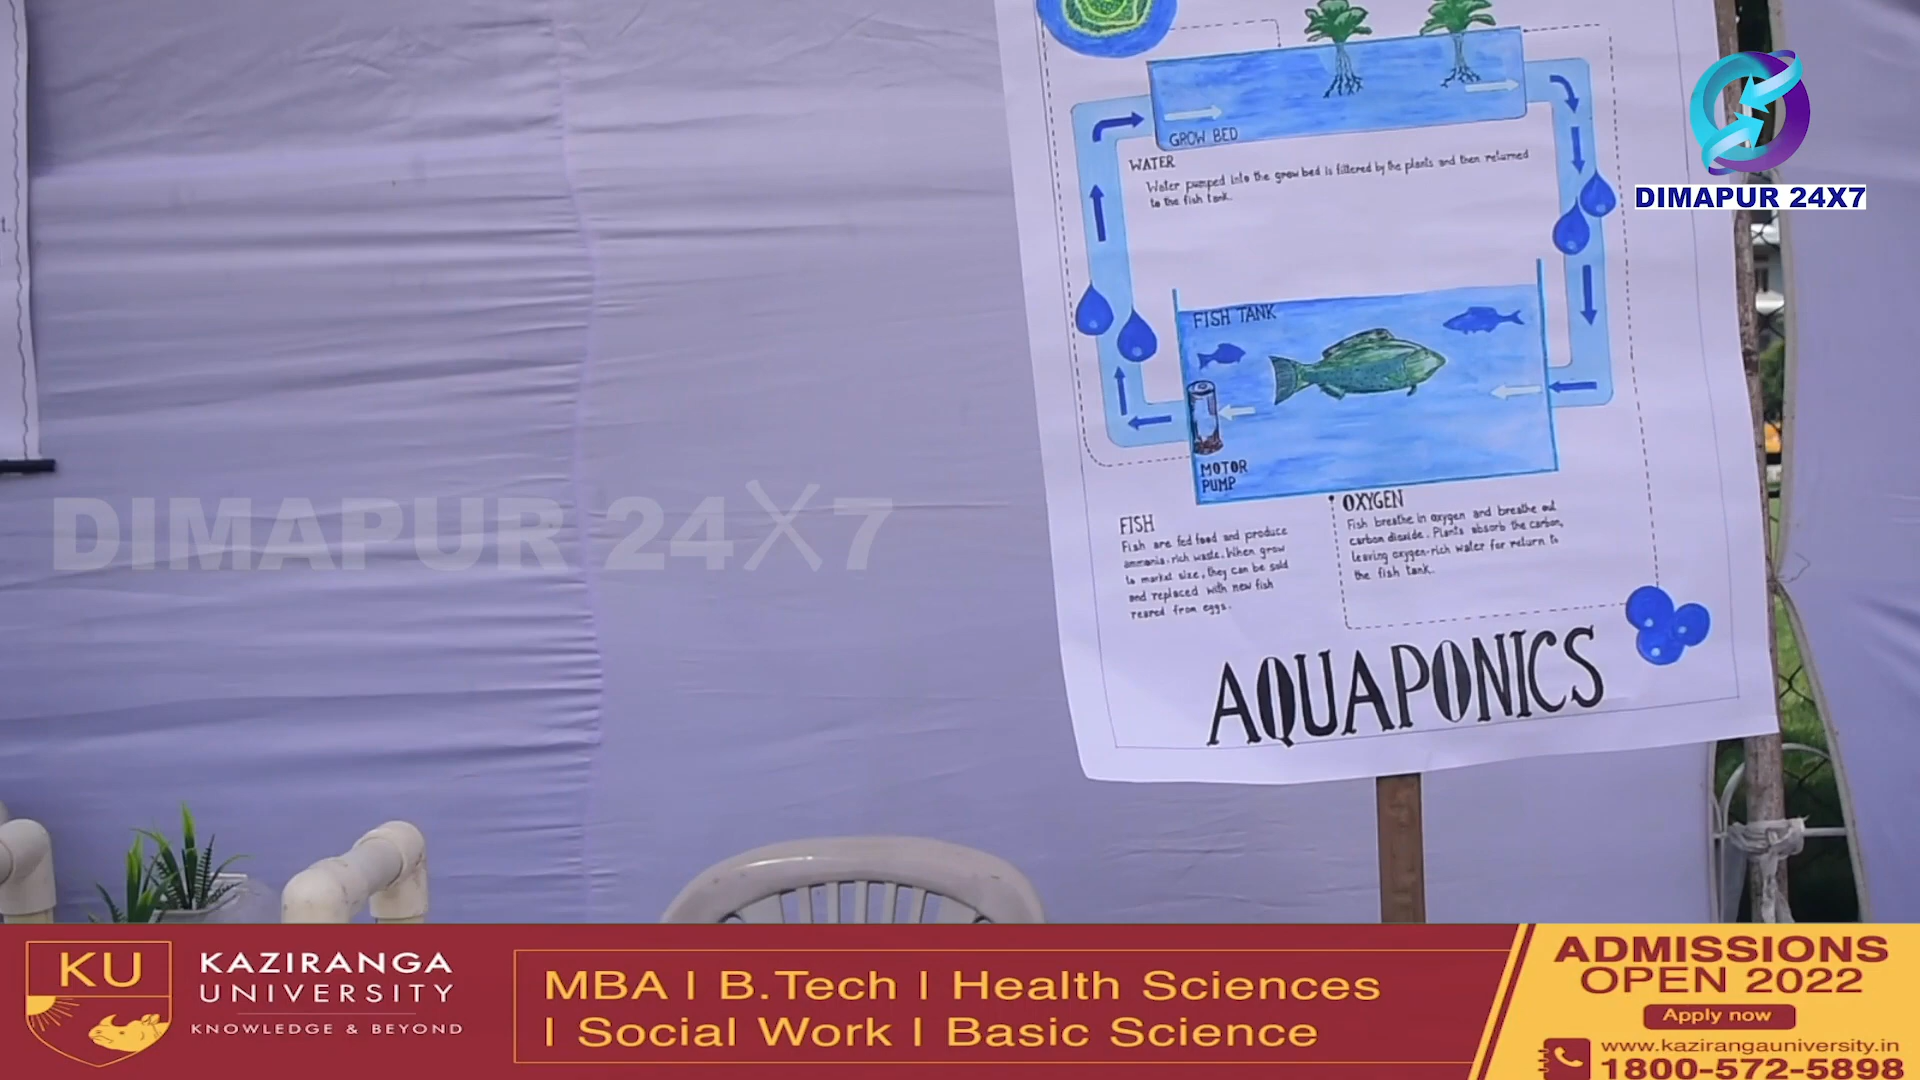 t.
GROW BED
WATER
Water pumped into the grow bed is filtered by the plants and then returned
to the fish tank.
FISH TANK
MOTOR
PUMP
FISH
Fish are fed food and produce
ammonia-rich waste. When grow
to market size, they can be sold
and replaced with new fish
reared from eggs.
OXYGEN
Fish breathe in oxygen and breathe out
carbon dioxide. Plants absorb the carbon,
leaving oxygen-rich water for return to
the fish tank.
AQUAPONICS
DIMAPUR 24X7
DIMAPUR 24X7
KU
KAZIRANGA
UNIVERSITY
KNOWLEDGE & BEYOND
MBA | B.Tech | Health Sciences
| Social Work | Basic Science
ADMISSIONS
OPEN 2022
Apply now
www.kazirangauniversity.in
1800-572-5898